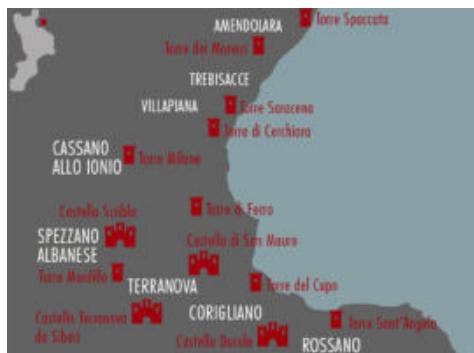 Torre Spaccata
AMENDOLARA
Torre dei Monaci
TREBISACCE
VILLAPIANA
Torre Saracena
Torre di Cerchiara
CASSANO
ALLO IONIO
Torre Milone
Castello Scribla
Torre di Ferro
SPEZZANO
ALBANESE
Castello di San Mauro
Torre Mordillo
TERRANOVA
Torre del Cupo
Castello Terranova
da Sibari
CORIGLIANO
Torre Sant'Angelo
Castello Ducale
ROSSANO